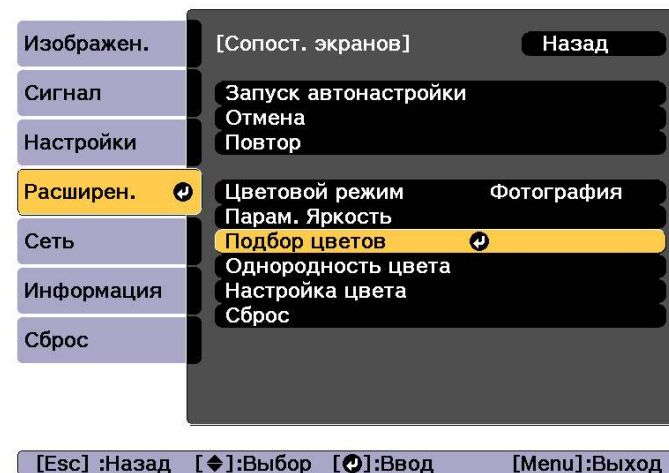 Изображен.
Сигнал
Настройки
Расширен.
Сеть
Информация
Сброс
[Сопост. экранов] Назад
Запуск автонастройки
Отмена
Повтор
Цветовой режим Фотография
Парам. Яркость
Подбор цветов
Однородность цвета
Настройка цвета
Сброс
[Esc] :Назад [◆]:Выбор [⏎]:Ввод [Menu]:Выход